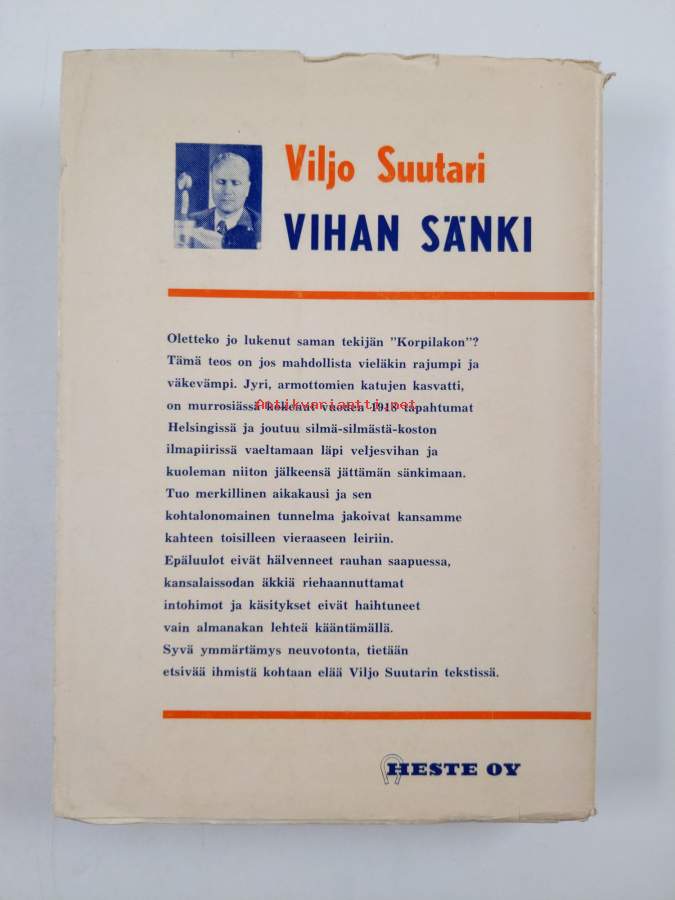 Viljo Suutari
VIHAN SÄNKI
Oletteko jo lukenut saman tekijän "Korpilakon"?
Tämä teos on jos mahdollista vieläkin rajumpi ja
väkevämpi. Jyri, armottomien katujen kasvatti,
on murrosiässä kokenut vuoden 1918 tapahtumat
Antikvariantti.net
Helsingissä ja joutuu silmä-silmästä-koston
ilmapiirissä vaeltamaan läpi veljesvihan ja
kuoleman niiton jälkeensä jättämän sänkimaan.
Tuo merkillinen aikakausi ja sen
kohtalonomainen tunnelma jakoivat kansamme
kahteen toisilleen vieraaseen leiriin.
Epäluulot eivät hälvenneet rauhan saapuessa,
kansalaissodan äkkiä riehaannuttamat
intohimot ja käsitykset eivät haihtuneet
vain almanakan lehteä kääntämällä.
Syvä ymmärtämys neuvotonta, tietään
etsivää ihmistä kohtaan elää Viljo Suutarin tekstissä.
HESTE OY